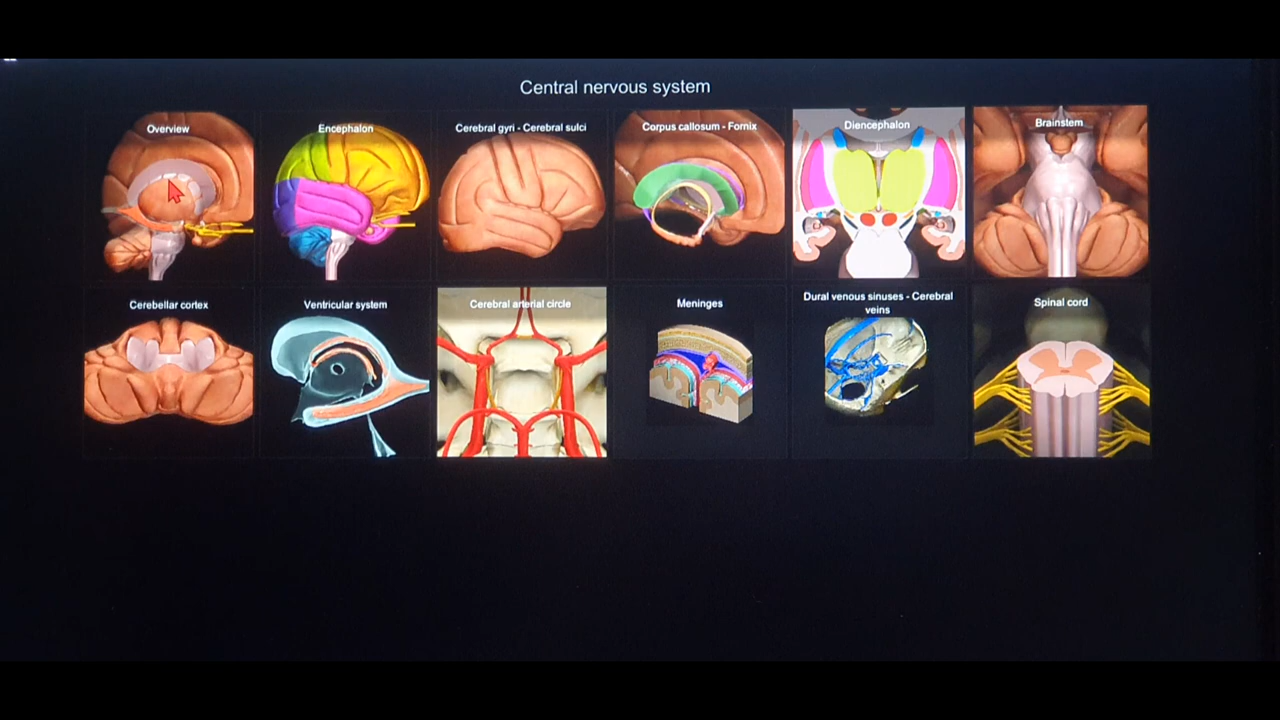 Central nervous system
Overview
Encephalon
Cerebral gyri - Cerebral sulci
Corpus callosum - Fornix
Diencephalon
Brainstem
Cerebellar cortex
Ventricular system
Cerebral arterial circle
Meninges
Dural venous sinuses - Cerebral
veins
Spinal cord